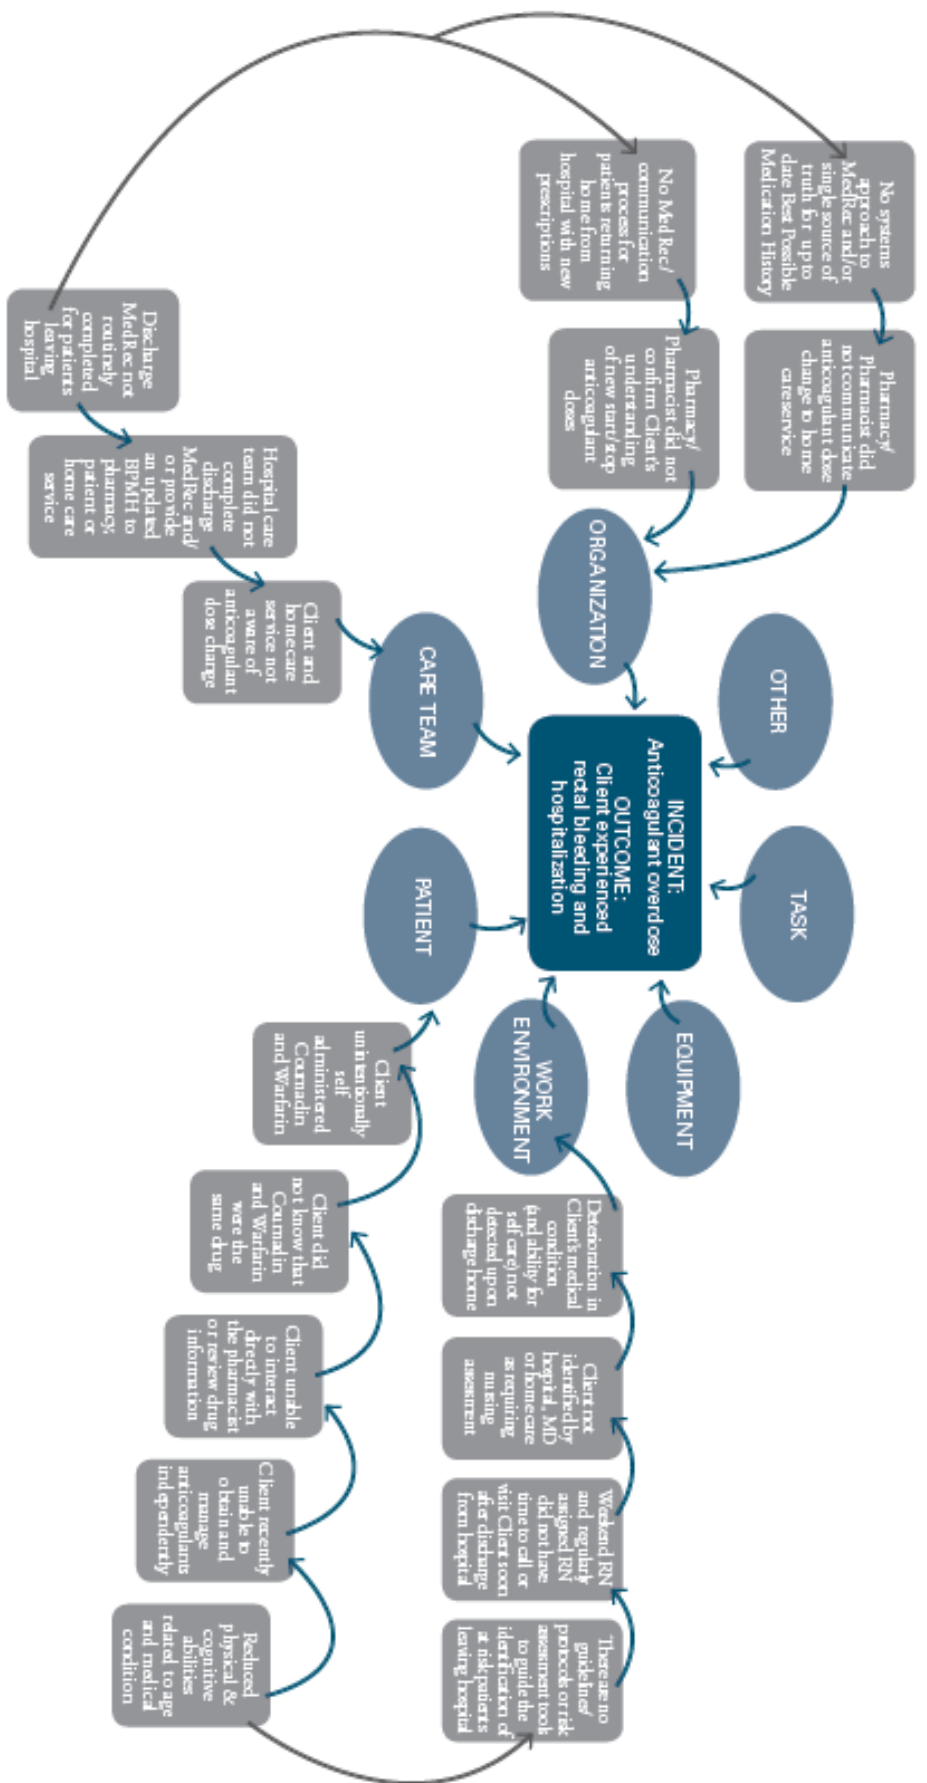 No systems
approach to
MedRec and/or
single source of
truth for up to
date Best Possible
Medication History
Pharmacy/
Pharmacist did
not communicate
anticoagulant dose
change to home
care service
OTHER
TASK
EQUIPMENT
No MedRec/
communication
process for
patients returning
home from
hospital with new
prescriptions
Pharmacy/
Pharmacist did not
confirm Client's
understanding
of new start/stop
anticoagulant
doses
ORGANIZATION
INCIDENT:
Anticoagulant overdose
OUTCOME:
Client experienced
rectal bleeding and
hospitalization
WORK
ENVIRONMENT
Deterioration in
Client's medical
condition
(and ability for
self care) not
detected upon
discharge home
Client not
identified by
hospital, MD
or home care
as requiring
nursing
assessment
Weekend RN
and regularly
assigned RN
did not have
time to call or
visit Client soon
after discharge
from hospital
There are no
guidelines/
protocols or risk
assessment tools
to guide the
identification of
at risk patients
leaving hospital
CARE TEAM
PATIENT
Discharge
MedRec not
routinely
completed
for patients
leaving
hospital
Hospital care
team did not
complete
discharge
MedRec and/
or provide
an updated
BPMH to
pharmacy,
patient or
home care
service
Client and
home care
service not
aware of
anticoagulant
dose change
Client
unintentionally
self
administered
Coumadin
and Warfarin
Client did
not know that
Coumadin
and Warfarin
were the
same drug
Client unable
to interact
directly with
the pharmacist
or review drug
information
Client recently
unable to
obtain and
manage
anticoagulants
independently
Reduced
physical &
cognitive
abilities
related to age
and medical
condition